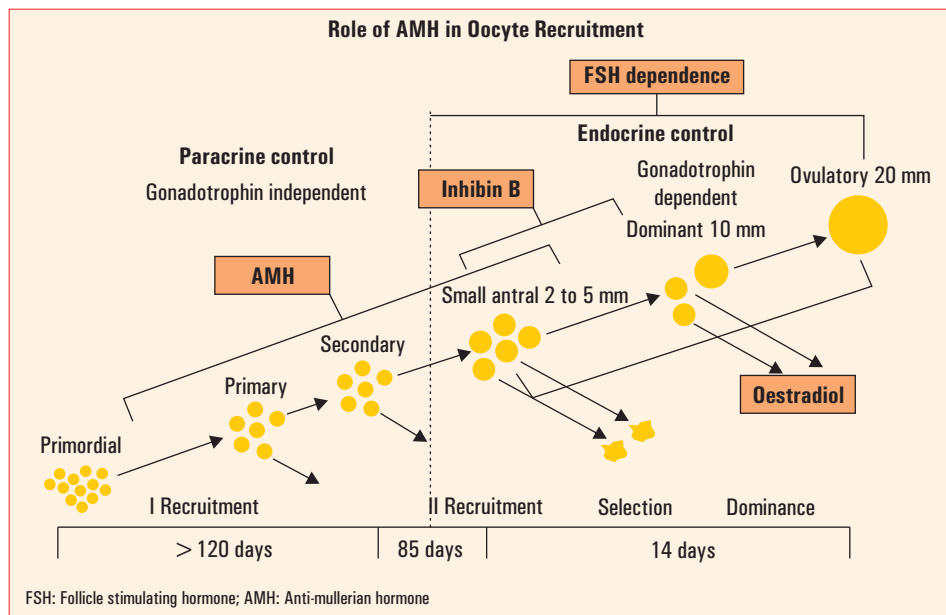 Role of AMH in Oocyte Recruitment
FSH dependence
Endocrine control
Paracrine control
Gonadotrophin independent
Inhibin B
Gonadotrophin
dependent
Dominant 10 mm
Ovulatory 20 mm
AMH
Small antral 2 to 5 mm
Secondary
Primary
Primordial
Oestradiol
I Recruitment
II Recruitment
Selection
Dominance
> 120 days
85 days
14 days
FSH: Follicle stimulating hormone; AMH: Anti-mullerian hormone